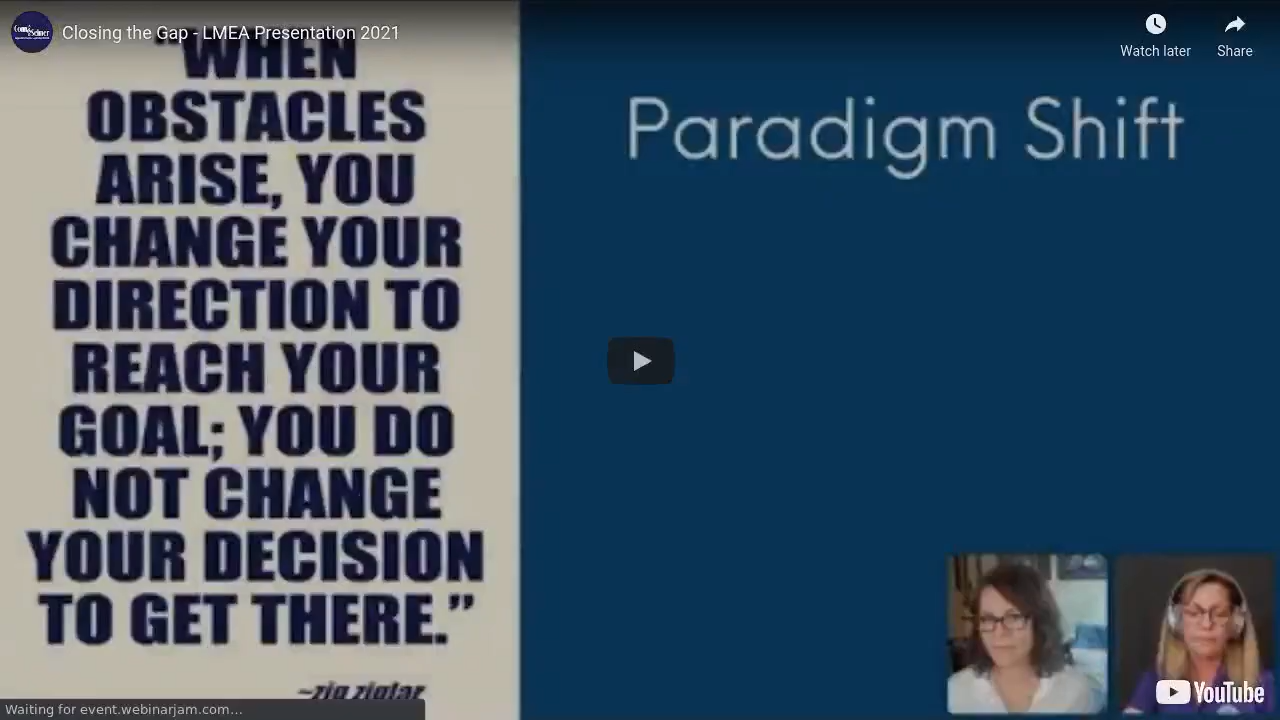 Closing the Gap - LMEA Presentation 2021
Watch later
Share
"WHEN
OBSTACLES
ARISE, YOU
CHANGE YOUR
DIRECTION TO
REACH YOUR
GOAL; YOU DO
NOT CHANGE
YOUR DECISION
TO GET THERE.”
~zig ziglar
Paradigm Shift
YouTube
Waiting for event.webinarjam.com...